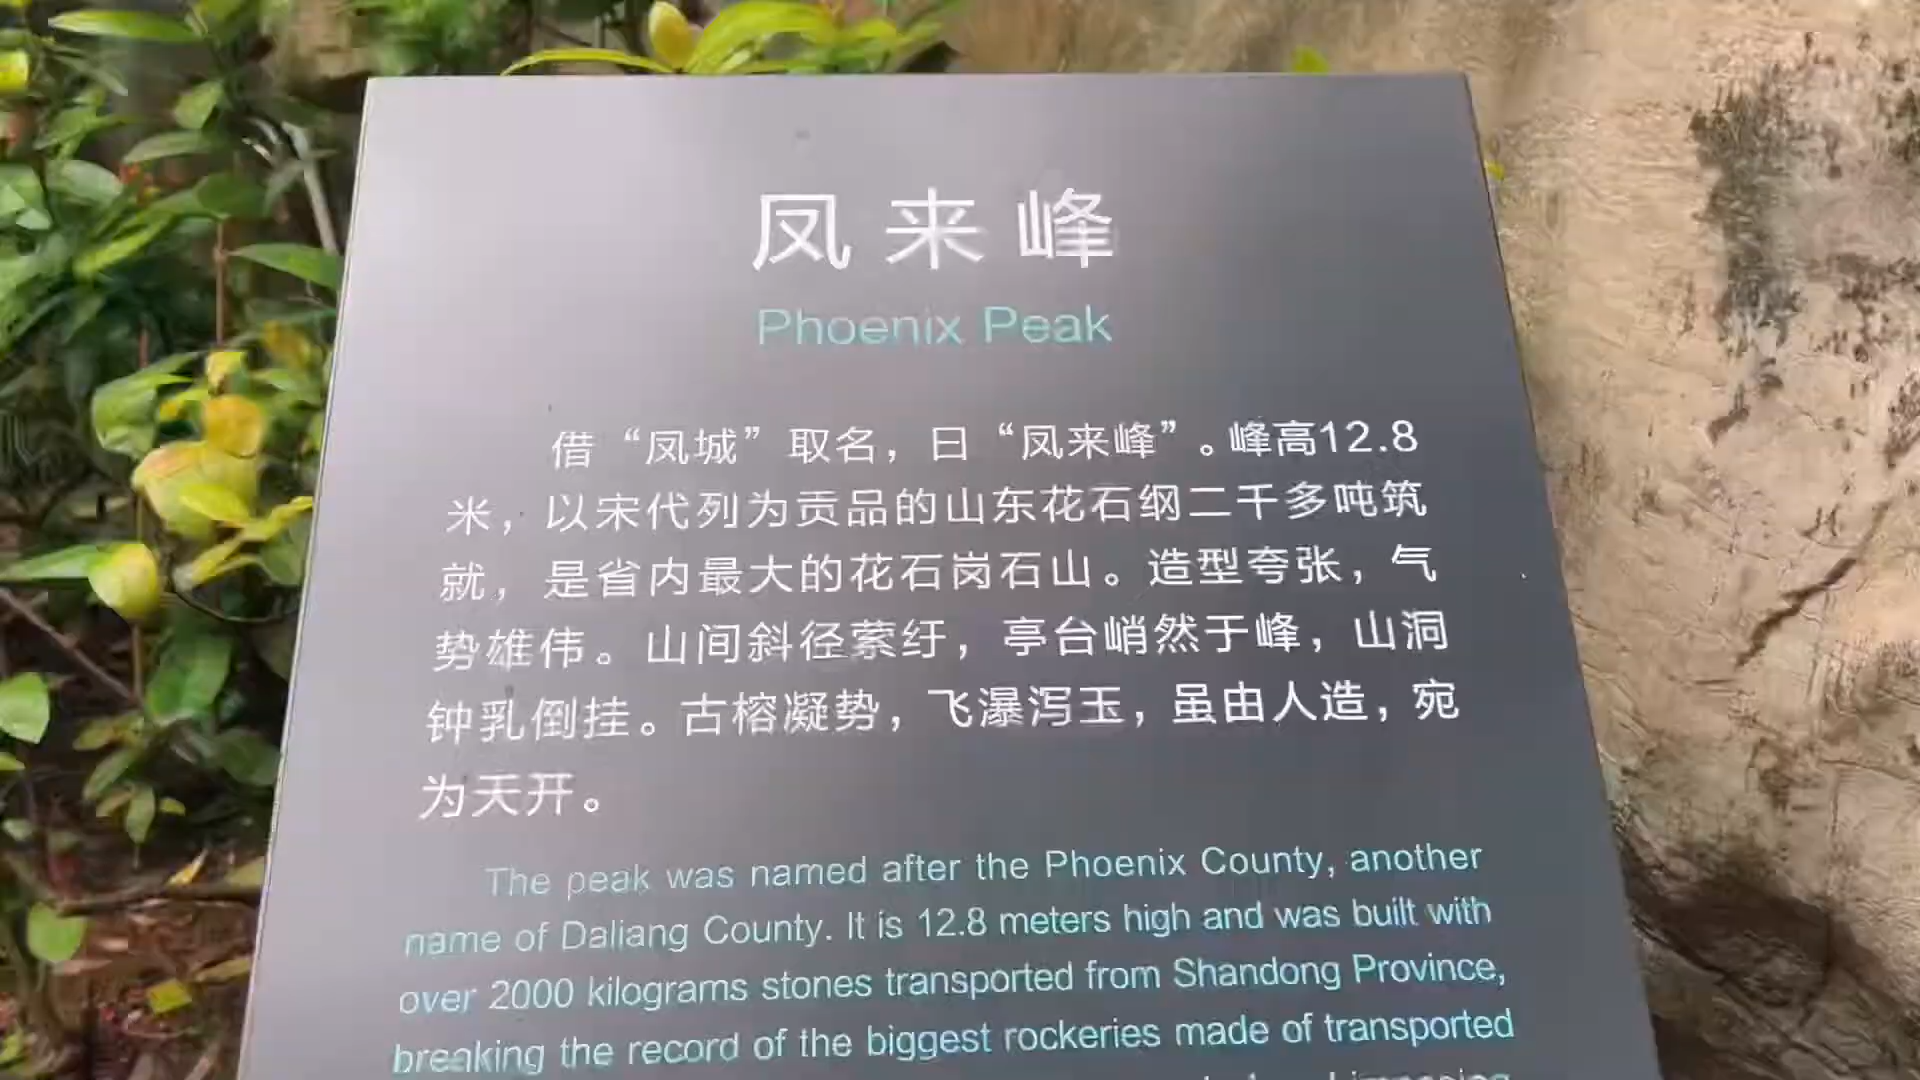 凤来峰
Phoenix Peak
借“凤城”取名，曰“凤来峰”。峰高12.8
米，以宋代列为贡品的山东花石纲二千多吨筑
就，是省内最大的花石岗石山。造型夸张，气
势雄伟。山间斜径萦纡，亭台峭然于峰，山洞
钟乳倒挂。古榕凝势，飞瀑泻玉，虽由人造，宛
为天开。
The peak was named after the Phoenix County, another
name of Daliang County. It is 12.8 meters high and was built with
over 2000 kilograms stones transported from Shandong Province,
breaking the record of the biggest rockeries made of transported